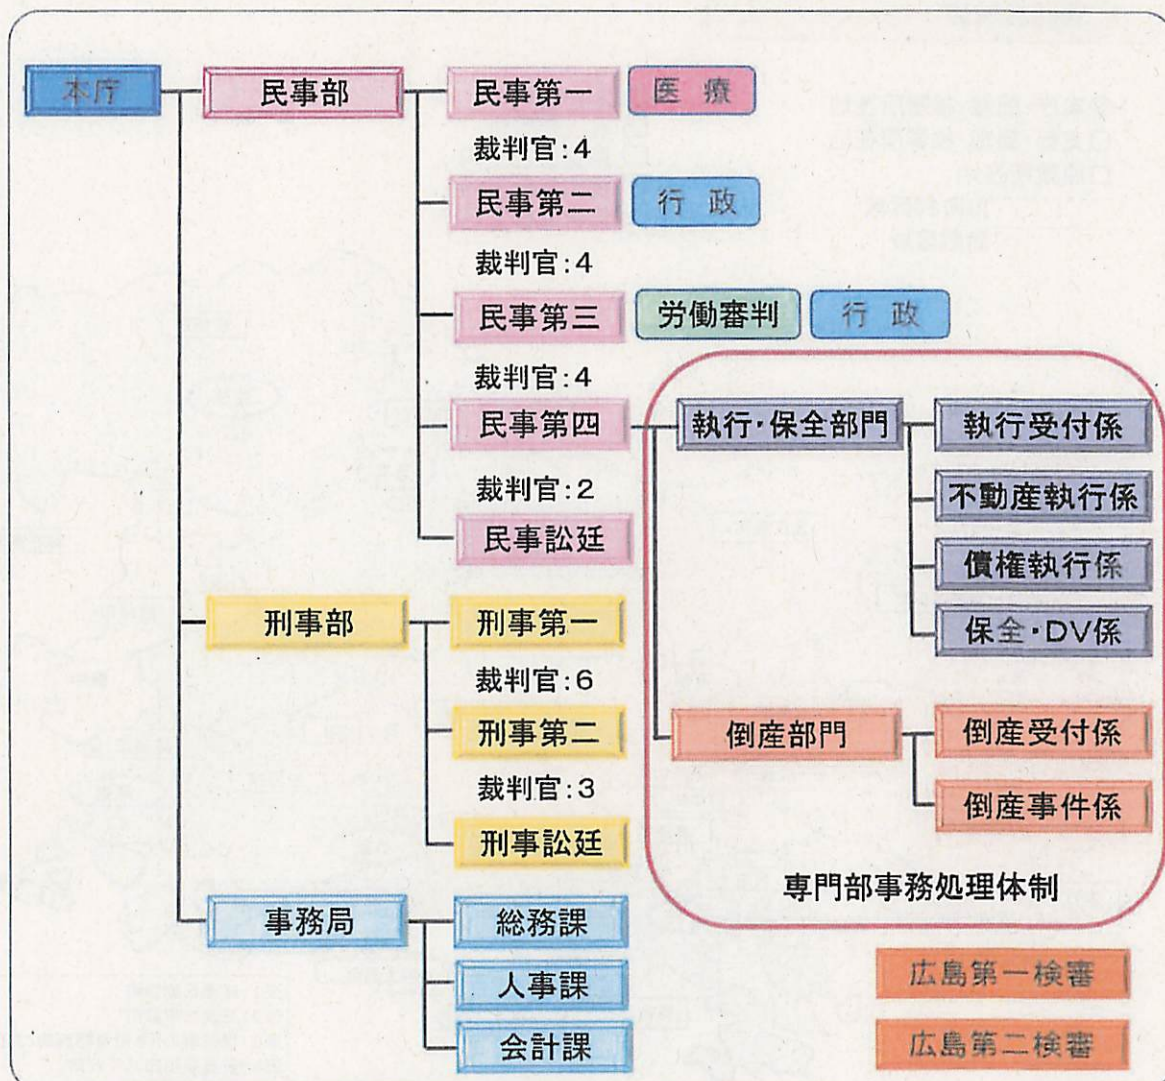 本庁 民事部 民事第一 医療
裁判官:4
民事第二 行政
裁判官:4
民事第三 労働審判 行政
裁判官:4
民事第四 執行・保全部門 執行受付係
裁判官:2 不動産執行係
民事訟廷 債権執行係
刑事部 刑事第一 保全・DV係
裁判官:6
刑事第二 倒産部門 倒産受付係
裁判官:3 倒産事件係
刑事訟廷
専門部事務処理体制
事務局 総務課
人事課 広島第一検審
会計課 広島第二検審